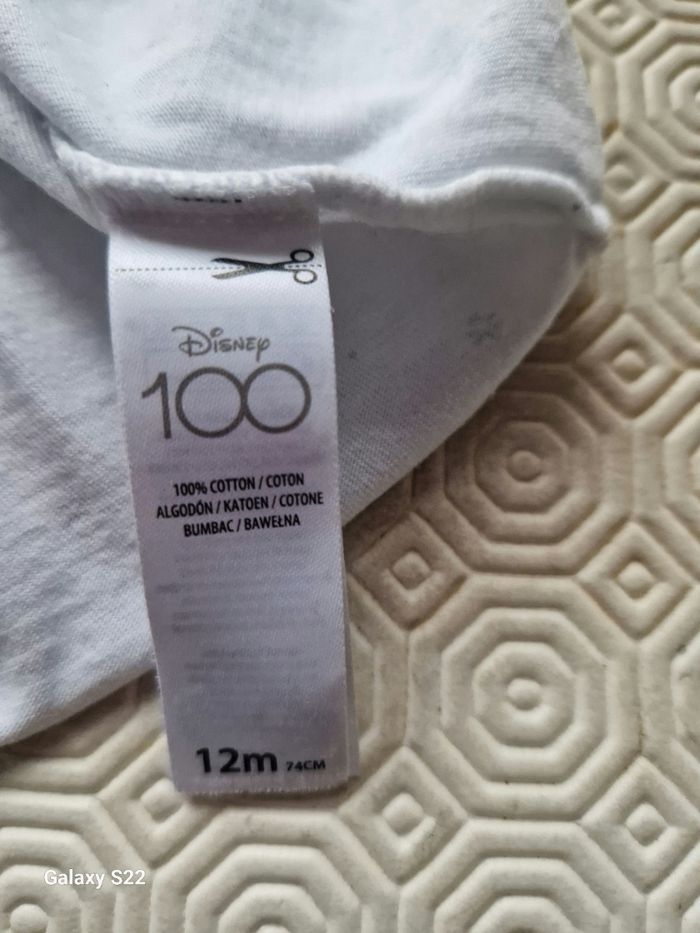 Disney
100
100% COTTON / COTON
ALGODÓN / KATOEN / COTONE
BUMBAC / BAWEŁNA
12m 74CM
Galaxy S22